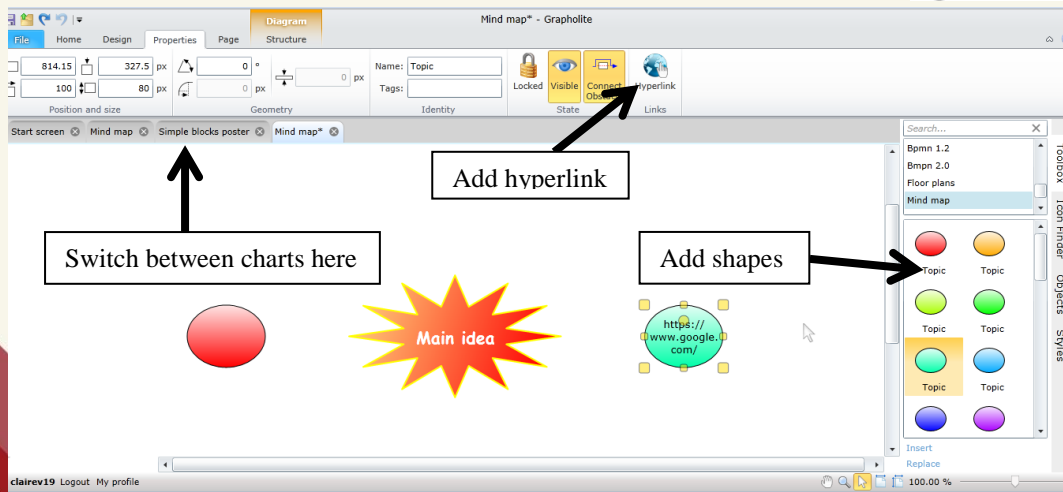 Diagram
Mind map* - Grapholite
File Home Design Properties Page Structure
814.15 327.5 px 0 ° 0 px Name: Topic
100 80 px 0 px Tags:
Locked Visible Connect Obstacle Hyperlink
Position and size Geometry Identity State Links
Start screen Mind map Simple blocks poster Mind map*
Search...
Bpmn 1.2
Bmpn 2.0
Floor plans
Mind map
Toolbox
Icon Finder
Objects
Styles
Add hyperlink
Switch between charts here
Add shapes
Topic Topic
Topic Topic
Topic Topic
Main idea
https://
www.google.
com/
Insert
Replace
clairev19 Logout My profile
100.00 %